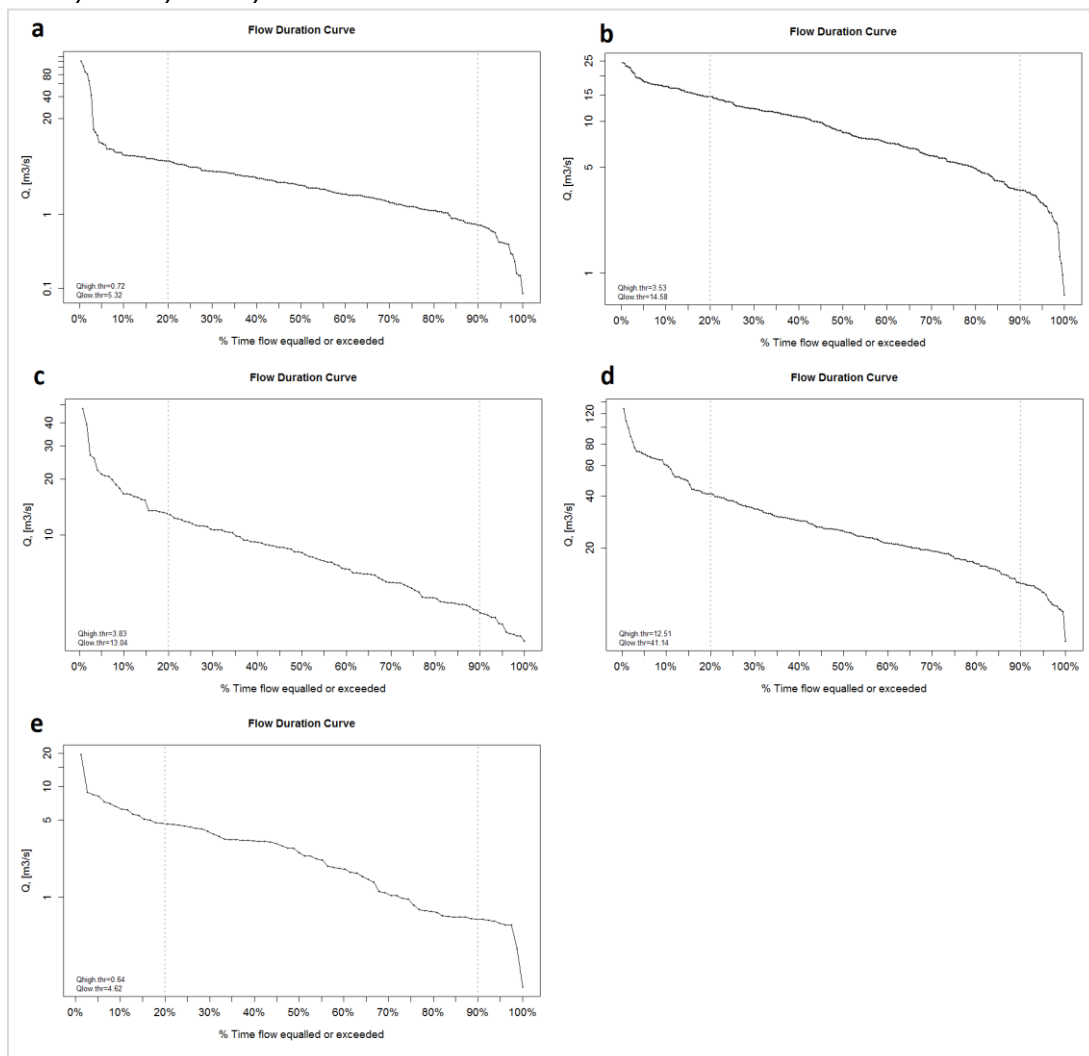 a
Flow Duration Curve
80
40
20
1
0.1
Q, [m3/s]
Qhigh.thr=0.72
Qlow.thr=5.32
0% 10% 20% 30% 40% 50% 60% 70% 80% 90% 100%
% Time flow equalled or exceeded
b
Flow Duration Curve
25
15
10
5
1
Q, [m3/s]
Qhigh.thr=3.53
Qlow.thr=14.58
0% 10% 20% 30% 40% 50% 60% 70% 80% 90% 100%
% Time flow equalled or exceeded
c
Flow Duration Curve
40
30
20
10
Q, [m3/s]
Qhigh.thr=3.83
Qlow.thr=13.04
0% 10% 20% 30% 40% 50% 60% 70% 80% 90% 100%
% Time flow equalled or exceeded
d
Flow Duration Curve
120
80
60
40
20
Q, [m3/s]
Qhigh.thr=12.51
Qlow.thr=41.14
0% 10% 20% 30% 40% 50% 60% 70% 80% 90% 100%
% Time flow equalled or exceeded
e
Flow Duration Curve
20
10
5
1
Q, [m3/s]
Qhigh.thr=0.64
Qlow.thr=4.62
0% 10% 20% 30% 40% 50% 60% 70% 80% 90% 100%
% Time flow equalled or exceeded